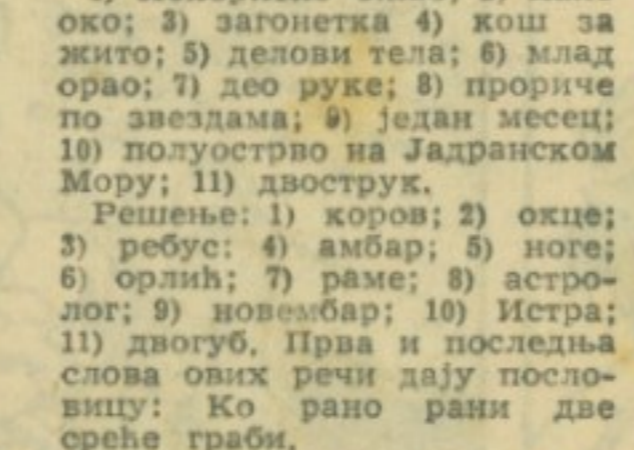 око; 3) загонетка 4) кош за
жито; 5) делови тела; 6) млад
орао; 7) део руке; 8) прориче
по звездама; 9) један месец;
10) полуострво на Јадранском
Мору; 11) двострук.
Решење: 1) коров; 2) окце;
3) ребус: 4) амбар; 5) ноге;
6) орлић; 7) раме; 8) астро-
лог; 9) новембар; 10) Истра;
11) двогуб. Прва и последња
слова ових речи дају посло-
вицу: Ко рано рани две
среће граби.